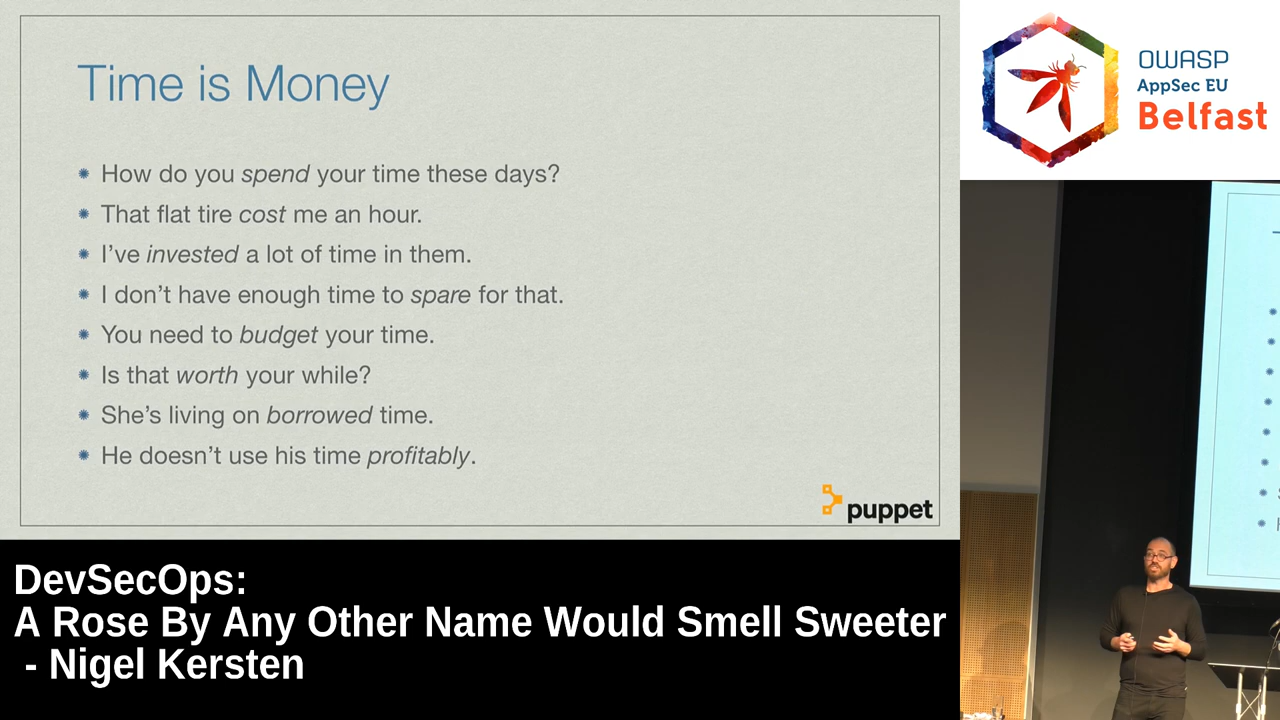 Time is Money
How do you spend your time these days?
That flat tire cost me an hour.
I’ve invested a lot of time in them.
I don’t have enough time to spare for that.
You need to budget your time.
Is that worth your while?
She’s living on borrowed time.
He doesn’t use his time profitably.
puppet
OWASP
AppSec EU
Belfast
DevSecOps:
A Rose By Any Other Name Would Smell Sweeter
- Nigel Kersten